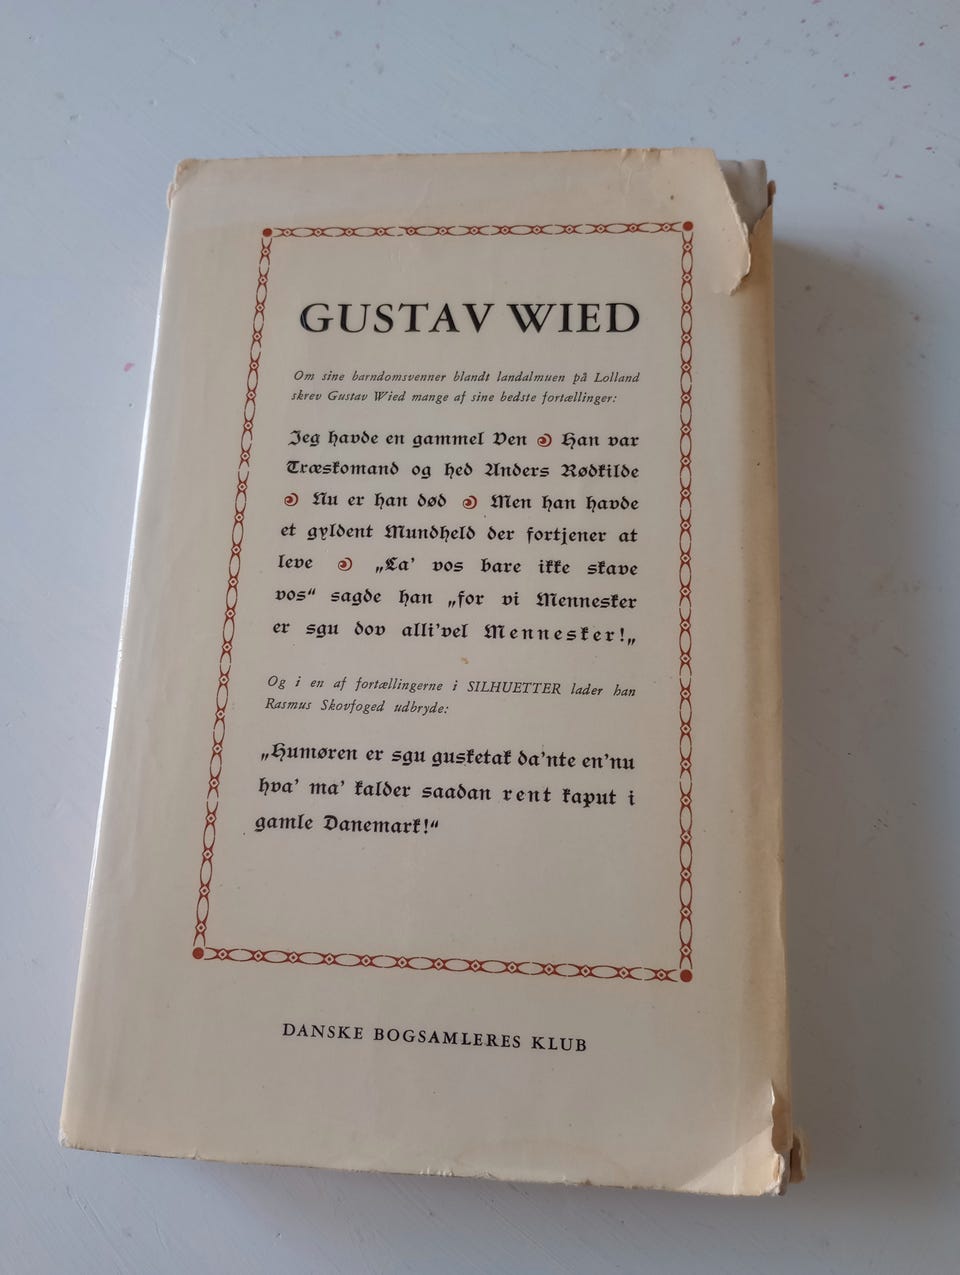 GUSTAV WIED
Om sine barndomsvenner blandt landalmuen på Lolland
skrev Gustav Wied mange af sine bedste fortællinger:
Jeg havde en gammel Ven Han var
Træskomand og hed Anders Rødkilde
Nu er han død Men han havde
et gyldent Mundheld der fortjener at
leve „La' vos bare ikke skave
vos“ sagde han „for vi Mennesker
er sgu dov alli'vel Mennesker!„
Og i en af fortællingerne i SILHUETTER lader han
Rasmus Skovfoged udbryde:
„Humøren er sgu gusketak da'nte en'nu
hva' ma' kalder saadan rent kaput i
gamle Danemark!“
DANSKE BOGSAMLERES KLUB